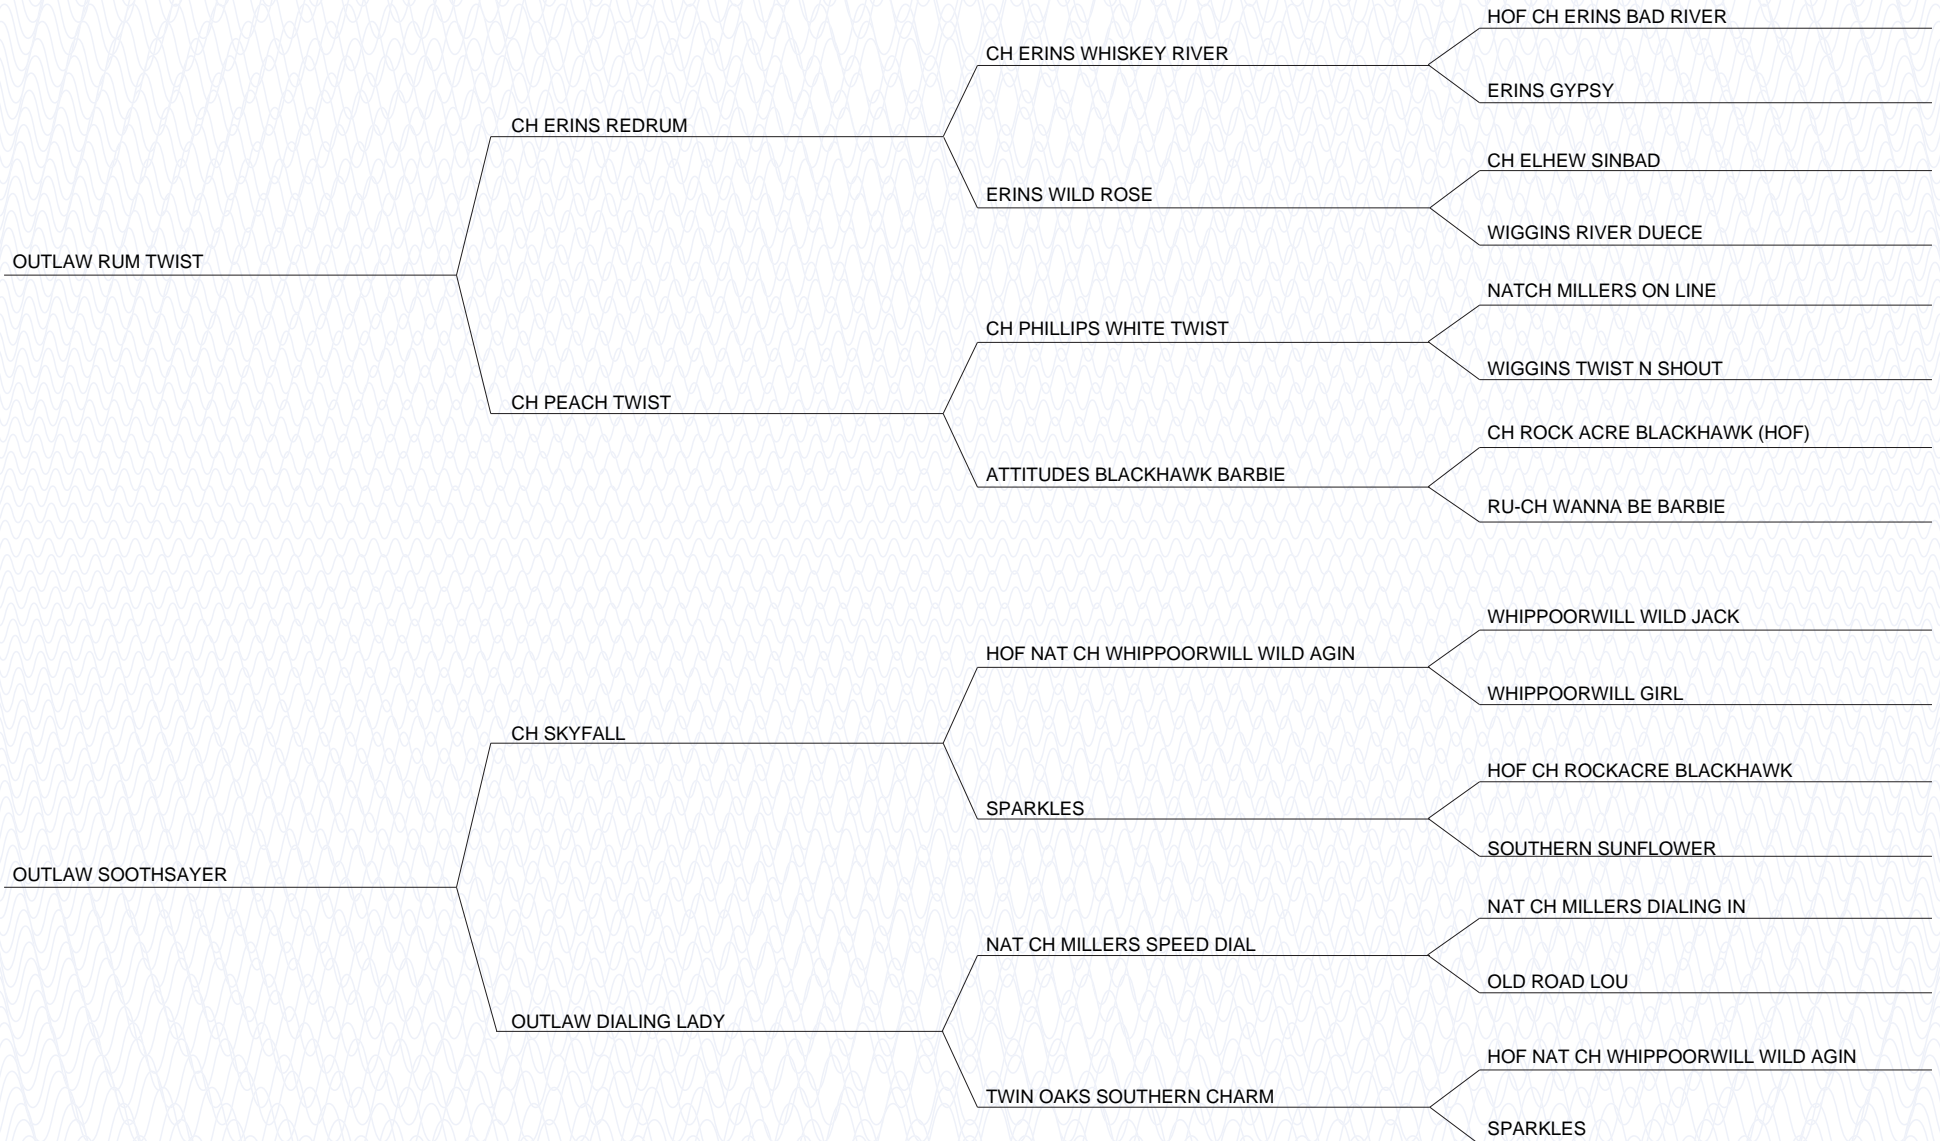 HOF CH ERINS BAD RIVER
CH ERINS WHISKEY RIVER
ERINS GYPSY
CH ERINS REDRUM
CH ELHEW SINBAD
ERINS WILD ROSE
WIGGINS RIVER DUECE
OUTLAW RUM TWIST
NATCH MILLERS ON LINE
CH PHILLIPS WHITE TWIST
WIGGINS TWIST N SHOUT
CH PEACH TWIST
CH ROCK ACRE BLACKHAWK (HOF)
ATTITUDES BLACKHAWK BARBIE
RU-CH WANNA BE BARBIE
WHIPPOORWILL WILD JACK
HOF NAT CH WHIPPOORWILL WILD AGIN
WHIPPOORWILL GIRL
CH SKYFALL
HOF CH ROCKACRE BLACKHAWK
SPARKLES
SOUTHERN SUNFLOWER
OUTLAW SOOTHSAYER
NAT CH MILLERS DIALING IN
NAT CH MILLERS SPEED DIAL
OLD ROAD LOU
OUTLAW DIALING LADY
HOF NAT CH WHIPPOORWILL WILD AGIN
TWIN OAKS SOUTHERN CHARM
SPARKLES